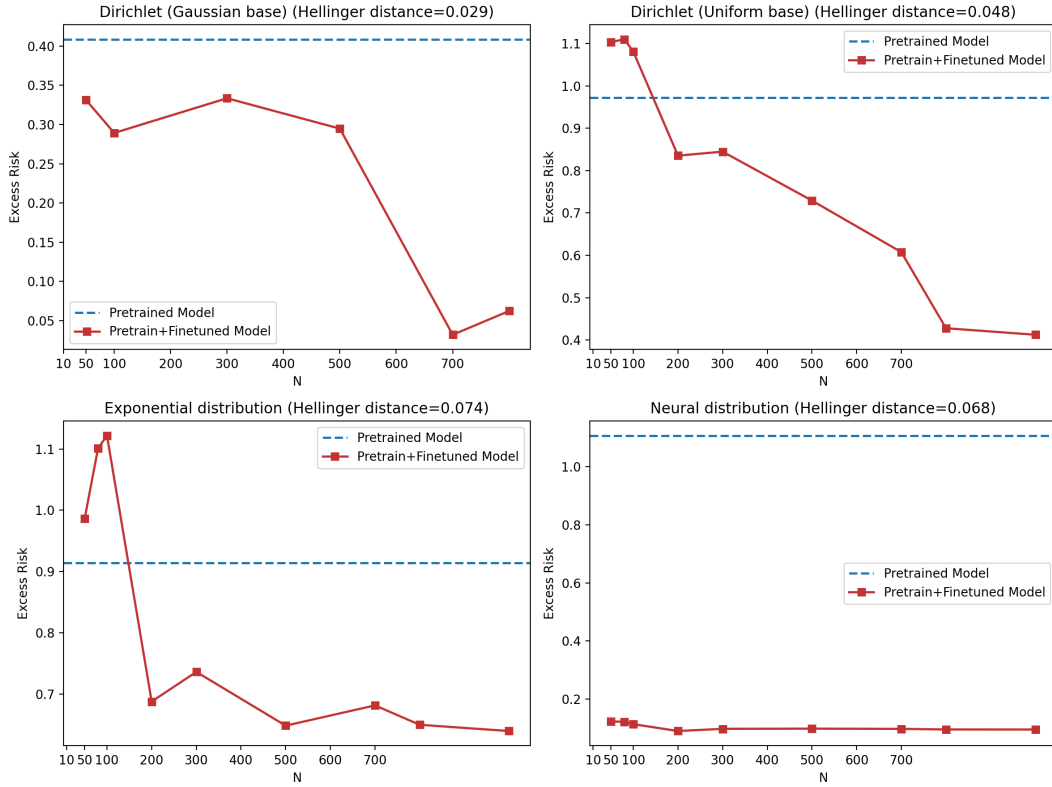 Dirichlet (Gaussian base) (Hellinger distance=0.029)
Excess Risk
0.40
0.35
0.30
0.25
0.20
0.15
0.10
0.05
Pretrained Model
Pretrain+Finetuned Model
10 50 100 200 300 400 500 600 700
N
Dirichlet (Uniform base) (Hellinger distance=0.048)
Excess Risk
1.1
1.0
0.9
0.8
0.7
0.6
0.5
0.4
Pretrained Model
Pretrain+Finetuned Model
10 50 100 200 300 400 500 600 700
N
Exponential distribution (Hellinger distance=0.074)
Excess Risk
1.1
1.0
0.9
0.8
0.7
Pretrained Model
Pretrain+Finetuned Model
10 50 100 200 300 400 500 600 700
N
Neural distribution (Hellinger distance=0.068)
Excess Risk
1.0
0.8
0.6
0.4
0.2
Pretrained Model
Pretrain+Finetuned Model
10 50 100 200 300 400 500 600 700
N